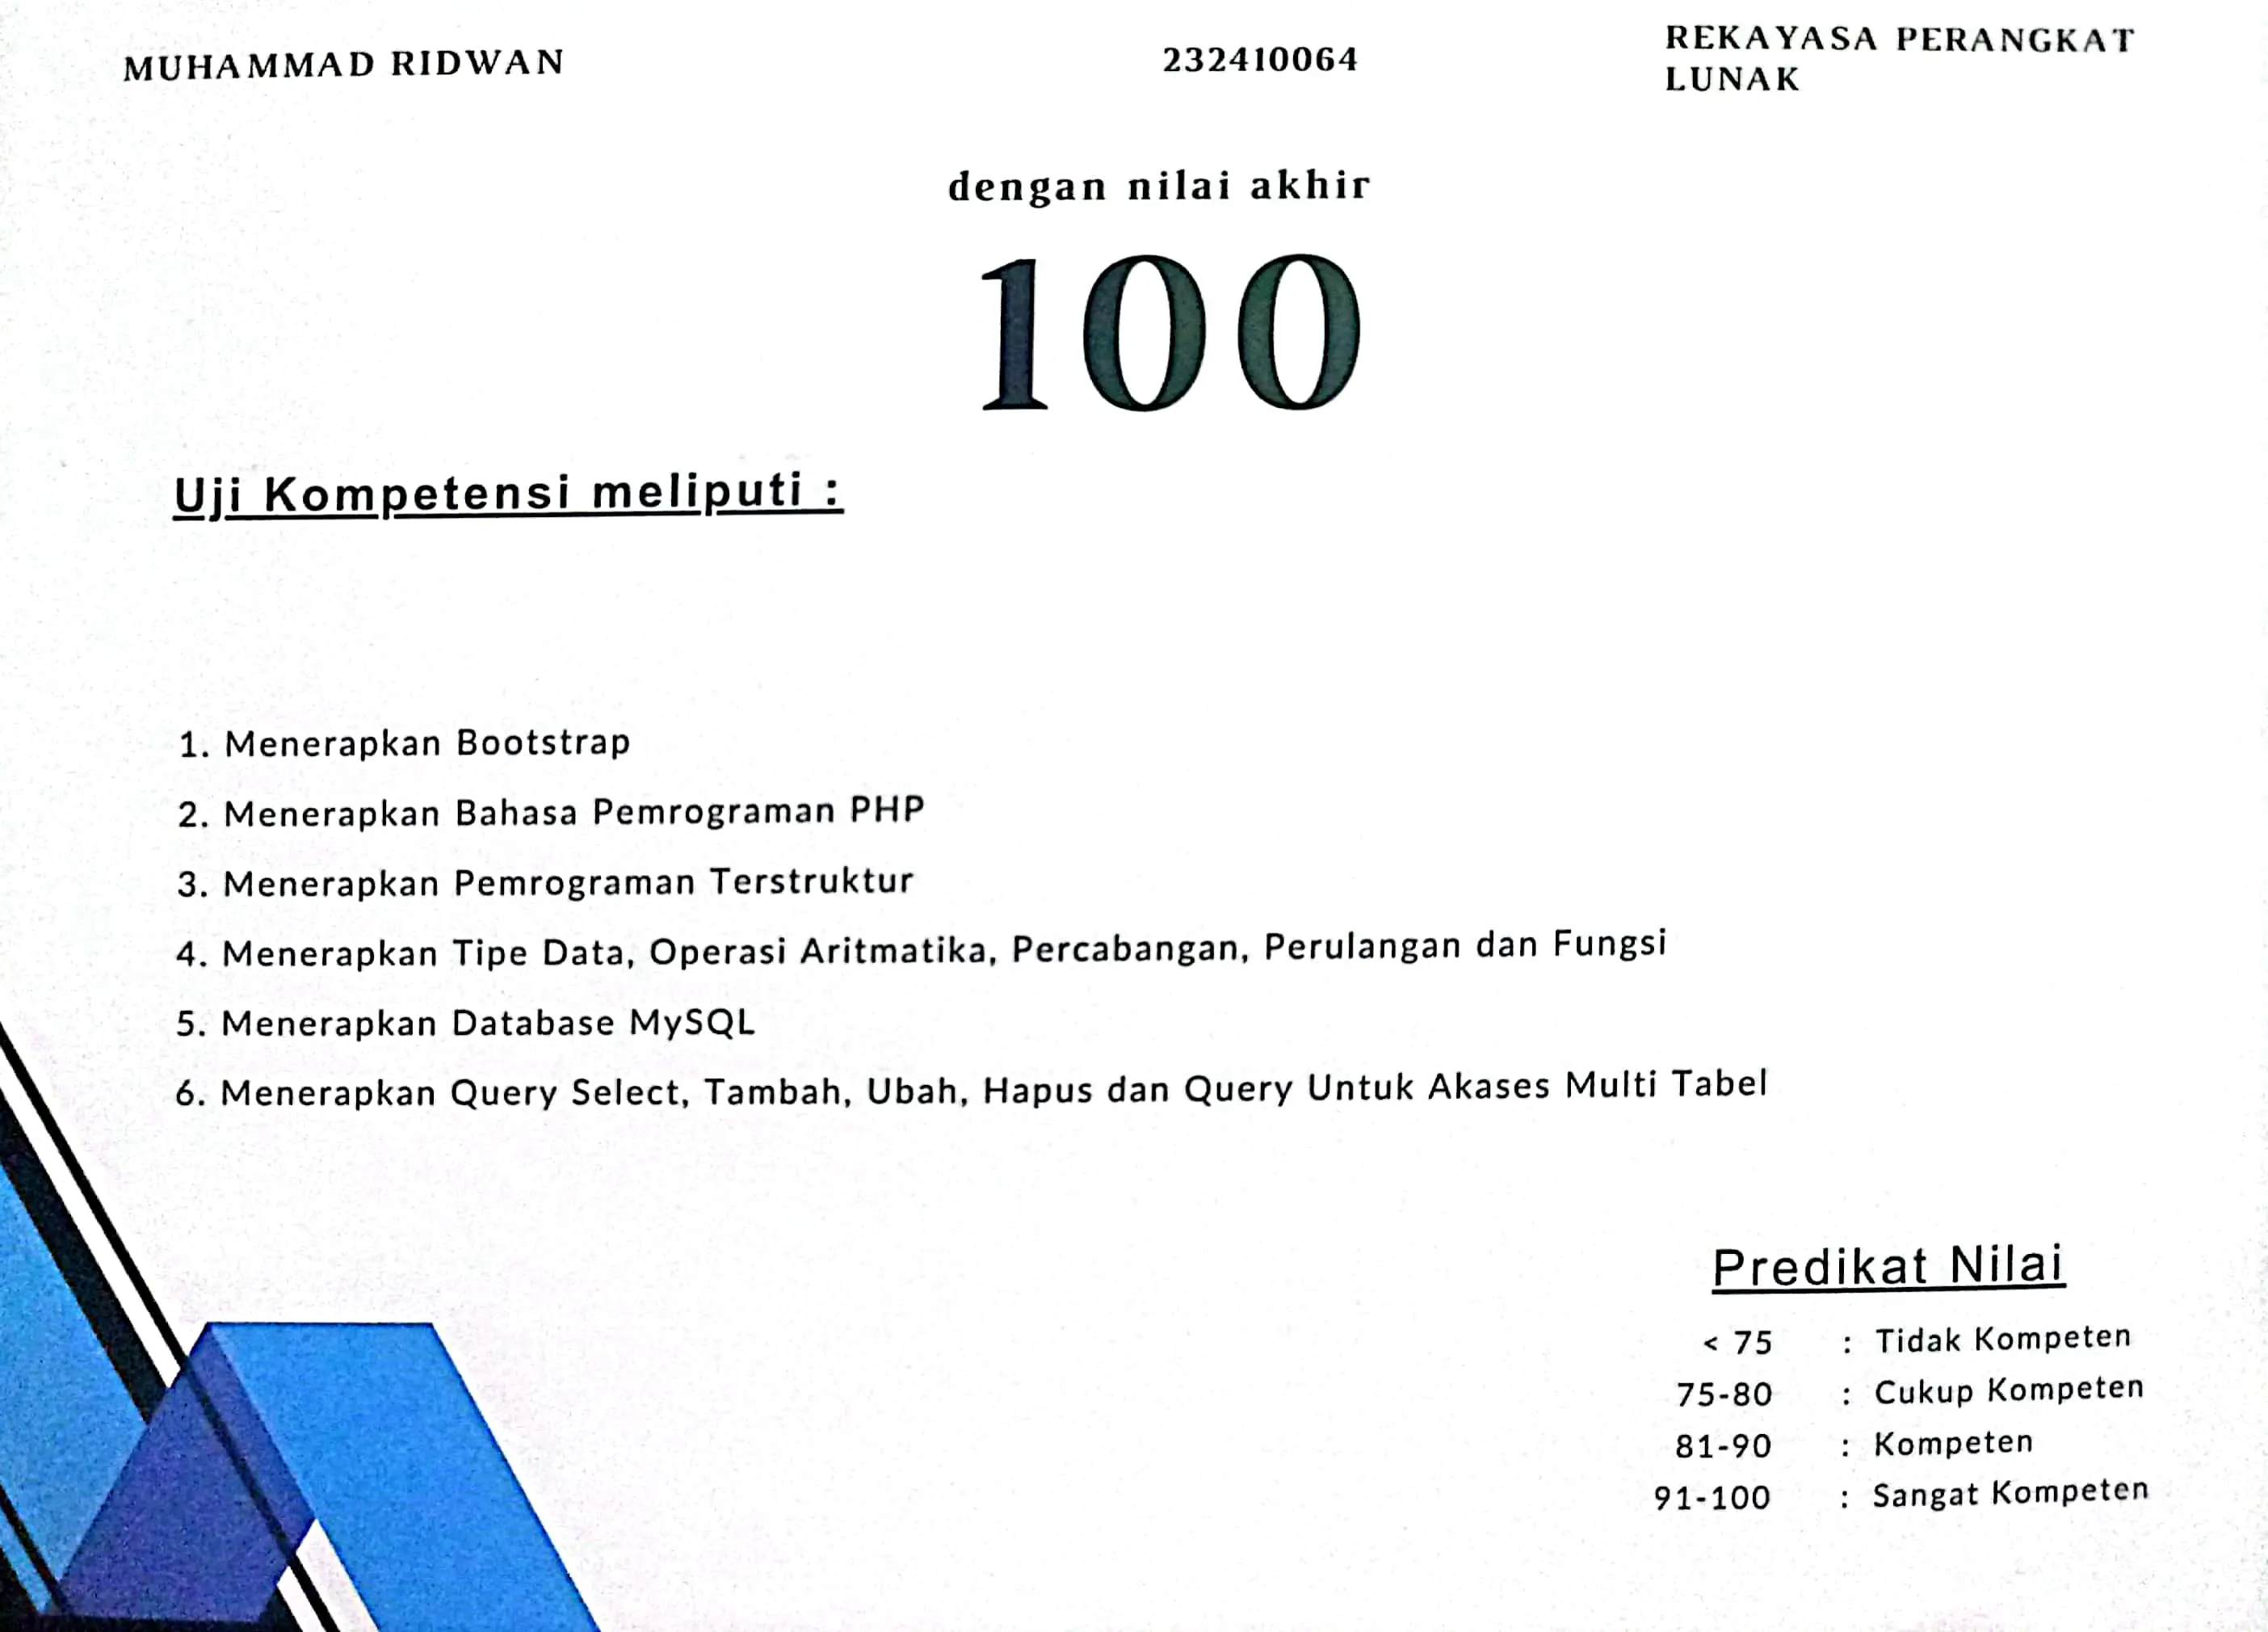 MUHAMMAD RIDWAN 232410064 REKAYASA PERANGKAT
LUNAK
dengan nilai akhir
100
Uji Kompetensi meliputi :
1. Menerapkan Bootstrap
2. Menerapkan Bahasa Pemrograman PHP
3. Menerapkan Pemrograman Terstruktur
4. Menerapkan Tipe Data, Operasi Aritmatika, Percabangan, Perulangan dan Fungsi
5. Menerapkan Database MySQL
6. Menerapkan Query Select, Tambah, Ubah, Hapus dan Query Untuk Akases Multi Tabel
Predikat Nilai
< 75 : Tidak Kompeten
75-80 : Cukup Kompeten
81-90 : Kompeten
91-100 : Sangat Kompeten